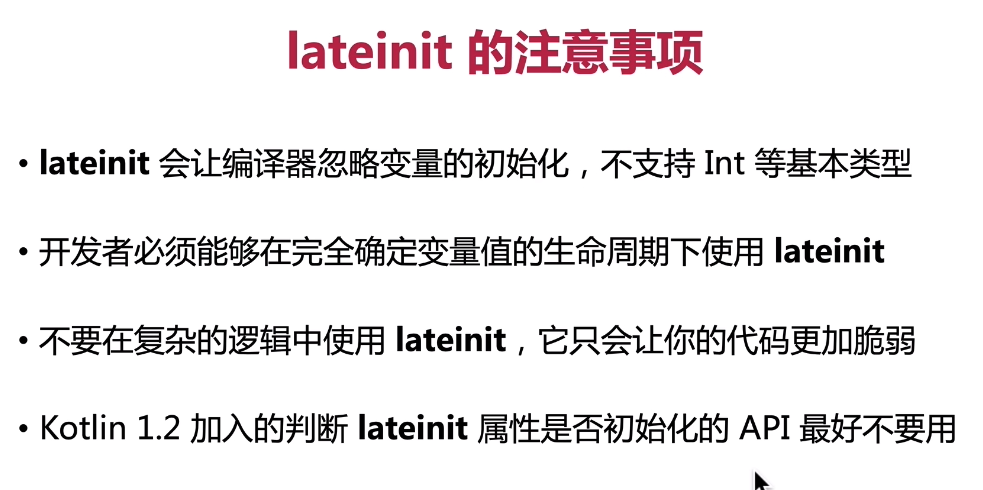 lateinit 的注意事项
• lateinit 会让编译器忽略变量的初始化，不支持 Int 等基本类型
• 开发者必须能够在完全确定变量值的生命周期下使用 lateinit
• 不要在复杂的逻辑中使用 lateinit，它只会让你的代码更加脆弱
• Kotlin 1.2 加入的判断 lateinit 属性是否初始化的 API 最好不要用